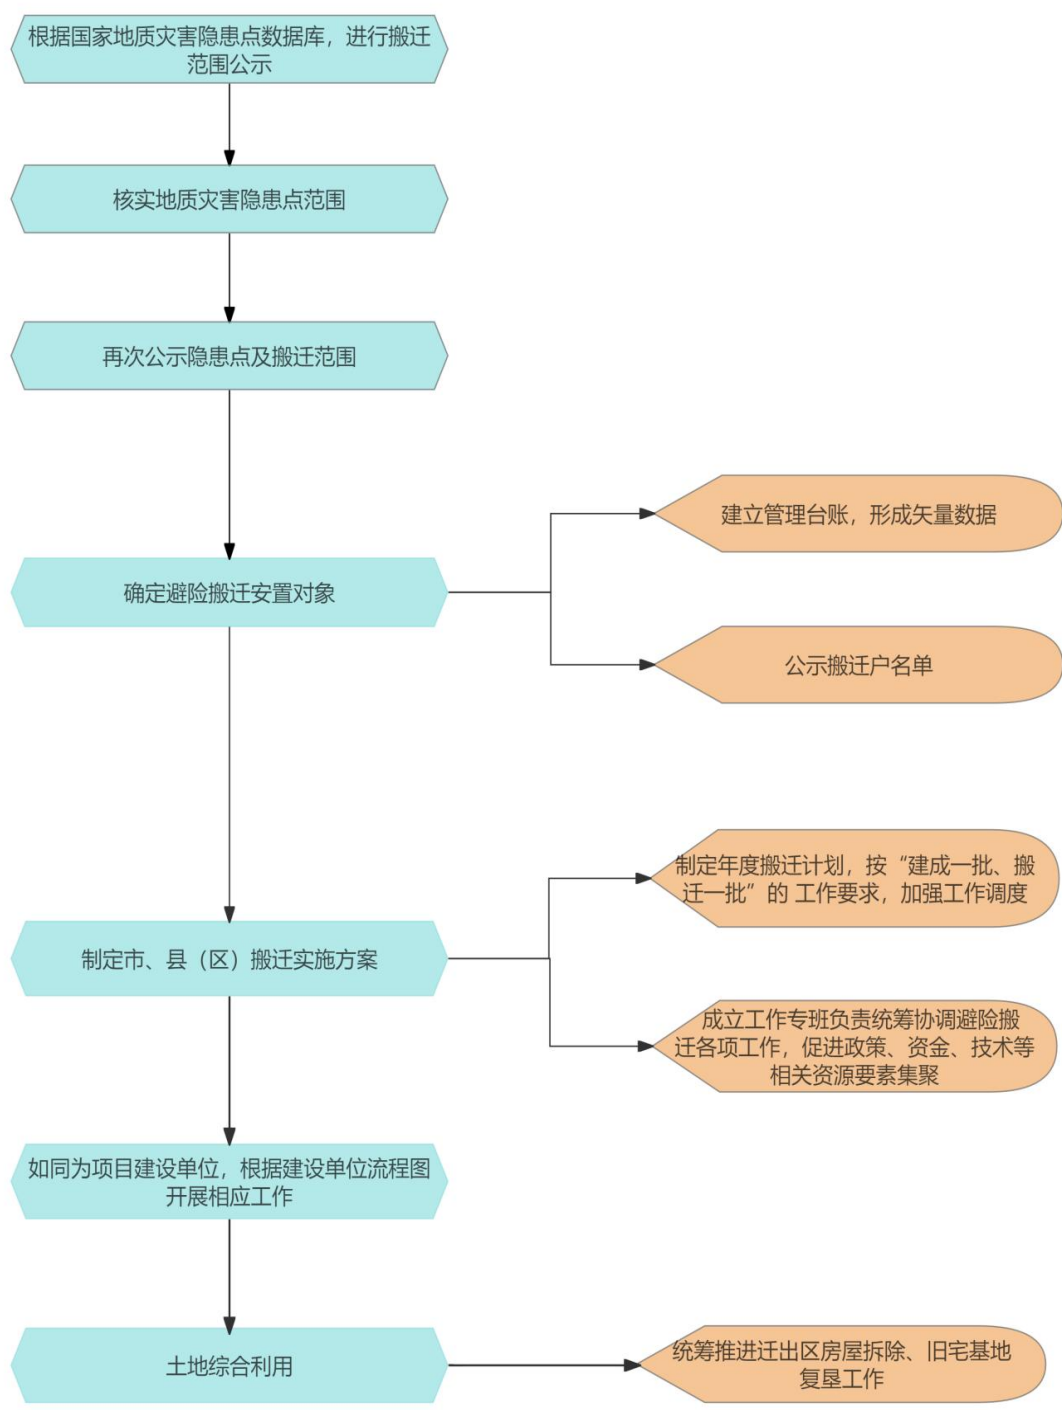 根据国家地质灾害隐患点数据库，进行搬迁
范围公示
核实地质灾害隐患点范围
再次公示隐患点及搬迁范围
建立管理台账，形成矢量数据
确定避险搬迁安置对象
公示搬迁户名单
制定年度搬迁计划，按“建成一批、搬
迁一批”的 工作要求，加强工作调度
制定市、县（区）搬迁实施方案
成立工作专班负责统筹协调避险搬
迁各项工作，促进政策、资金、技术等
相关资源要素集聚
如同为项目建设单位，根据建设单位流程图
开展相应工作
土地综合利用
统筹推进迁出区房屋拆除、旧宅基地
复垦工作